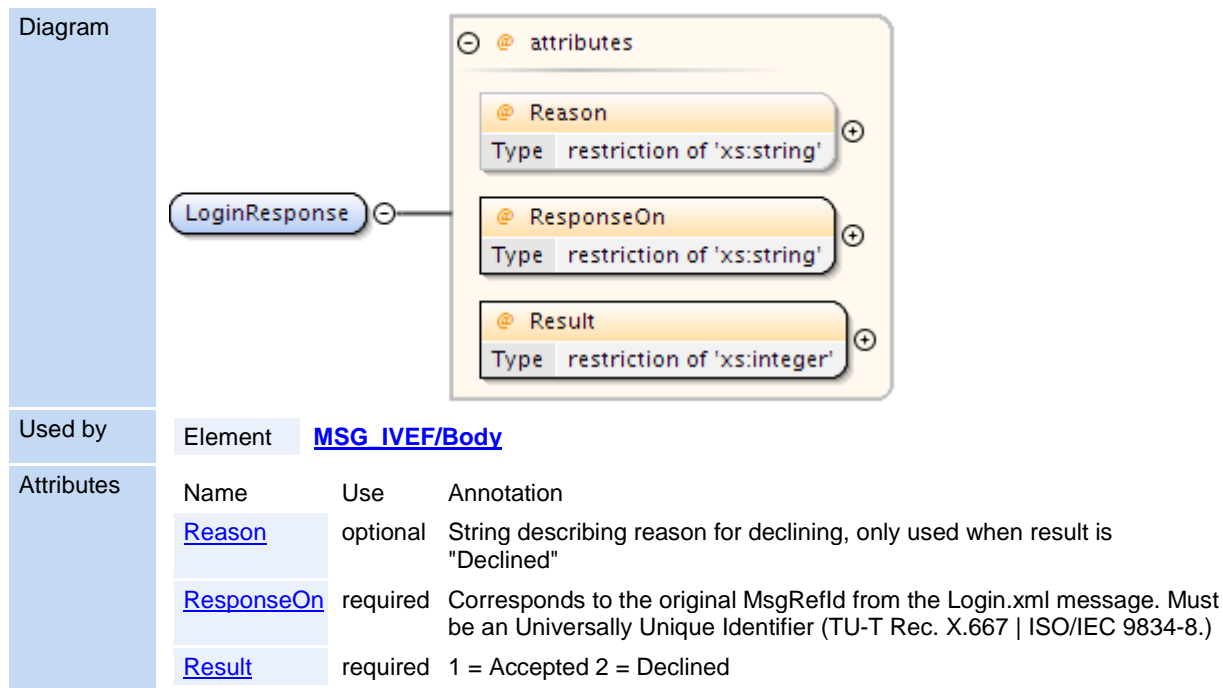 Diagram
@ attributes
@ Reason
Type restriction of 'xs:string'
LoginResponse
@ ResponseOn
Type restriction of 'xs:string'
@ Result
Type restriction of 'xs:integer'
Used by
Element MSG_IVEF/Body
Attributes
Name Use Annotation
Reason optional String describing reason for declining, only used when result is
"Declined"
ResponseOn required Corresponds to the original MsgRefId from the Login.xml message. Must
be an Universally Unique Identifier (TU-T Rec. X.667 | ISO/IEC 9834-8.)
Result required 1 = Accepted 2 = Declined